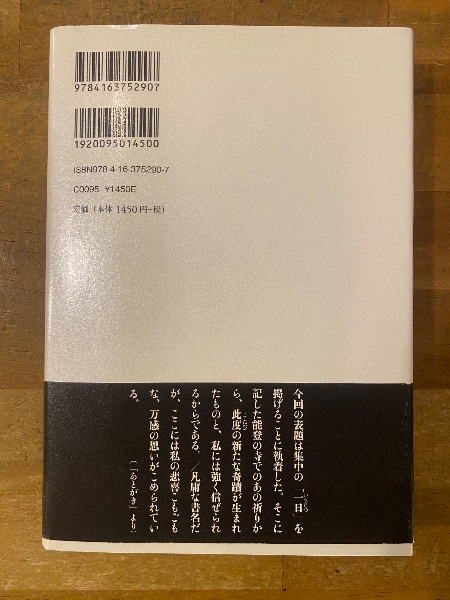 9784163752907
1920095014500
ISBN978-4-16-375290-7
C0095 ¥1450E
定価（本体1450円+税）
今回の表題は集中の「一日」を
掲げることに執着した。そこに
記した能登の寺でのあの祈りか
ら、此度の新たな奇蹟が生まれ
たものと、私には強く信ぜられ
るからである。／凡庸な書名だ
が、ここには私の悲喜こもごも
な、万感の思いがこめられてい
る。
（「あとがき」より）